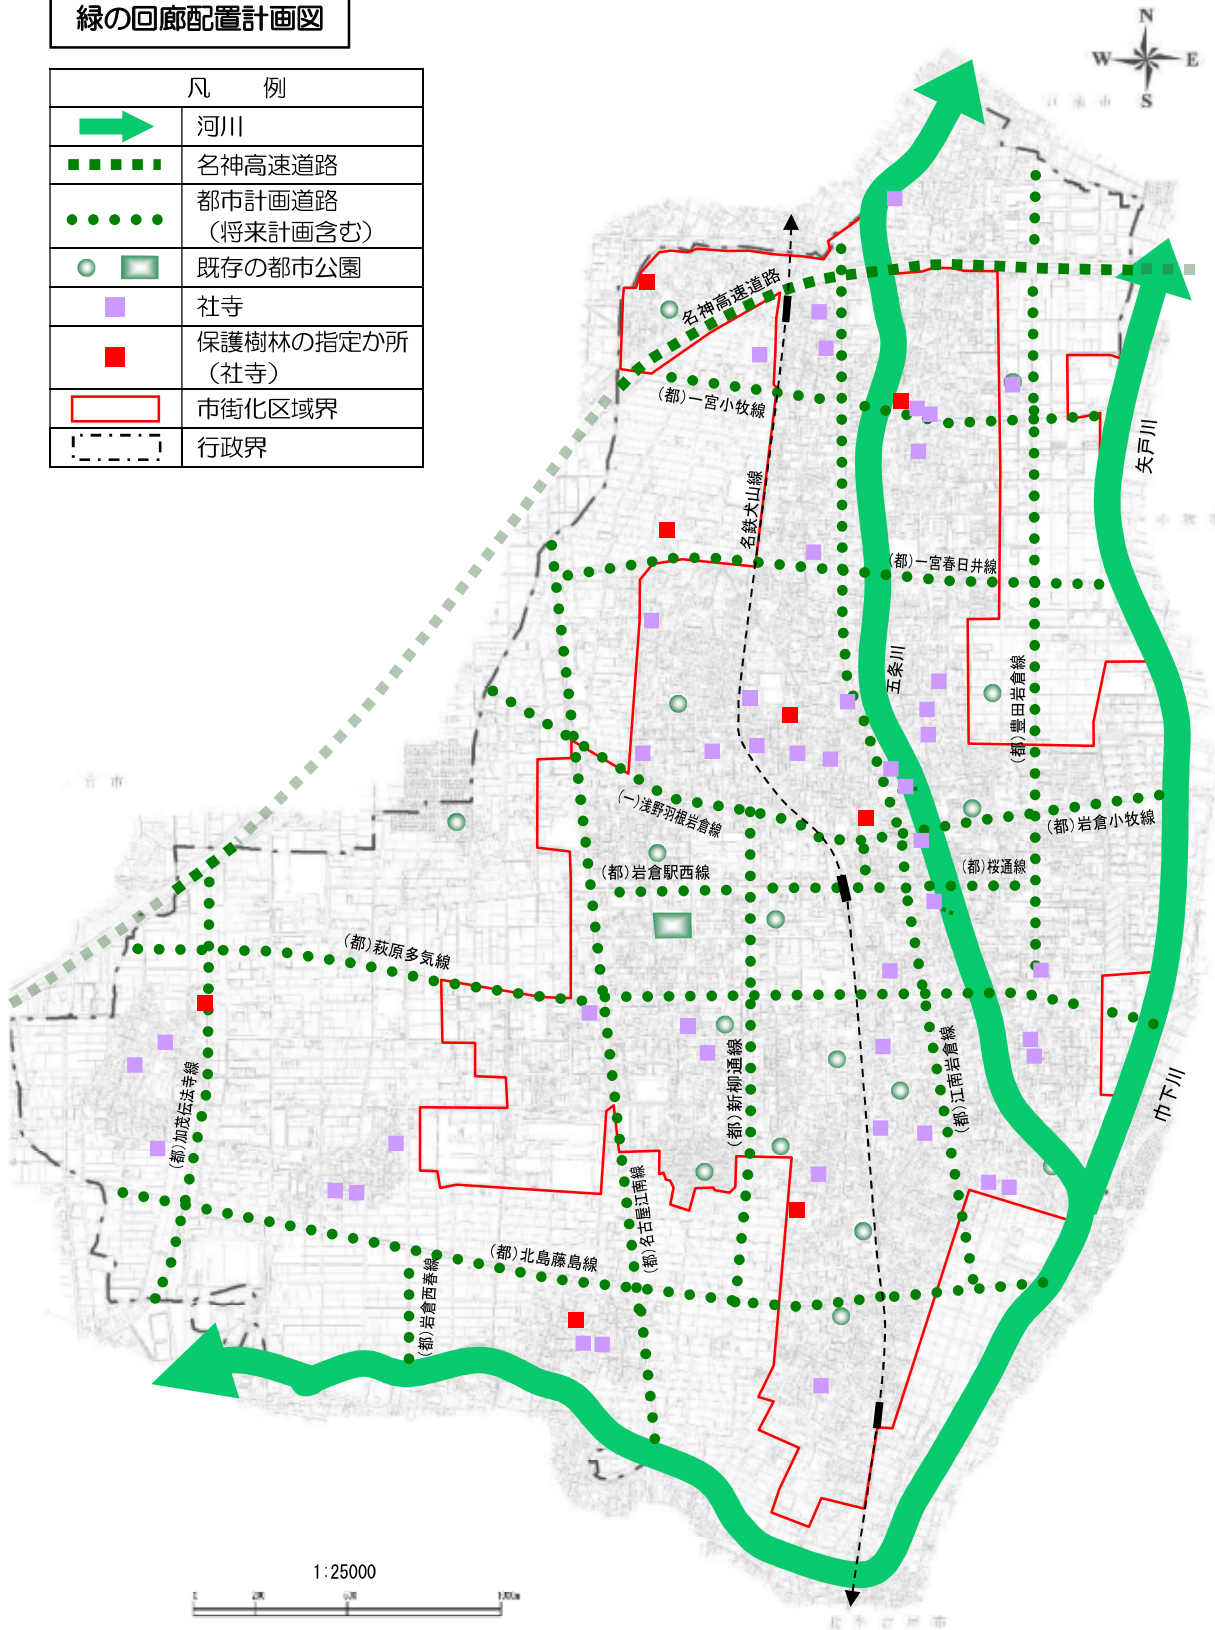 緑の回廊配置計画図
凡　例
河川
名神高速道路
都市計画道路
（将来計画含む）
既存の都市公園
社寺
保護樹林の指定か所
（社寺）
市街化区域界
行政界
N
W
E
S
名神高速道路
(都)一宮小牧線
矢戸川
名鉄犬山線
(都)一宮春日井線
五条川
(都)豊田岩倉線
(一)浅野羽根岩倉線
(都)岩倉小牧線
(都)岩倉駅西線
(都)桜通線
(都)萩原多気線
(都)加茂伝法寺線
(都)新柳通線
(都)江南岩倉線
巾下川
(都)名古屋江南線
(都)北島藤島線
(都)岩倉西春線
1:25000